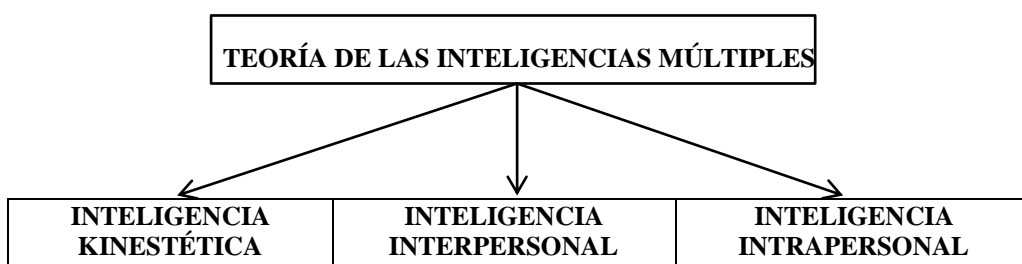 TEORÍA DE LAS INTELIGENCIAS MÚLTIPLES
INTELIGENCIA
KINESTÉTICA
INTELIGENCIA
INTERPERSONAL
INTELIGENCIA
INTRAPERSONAL